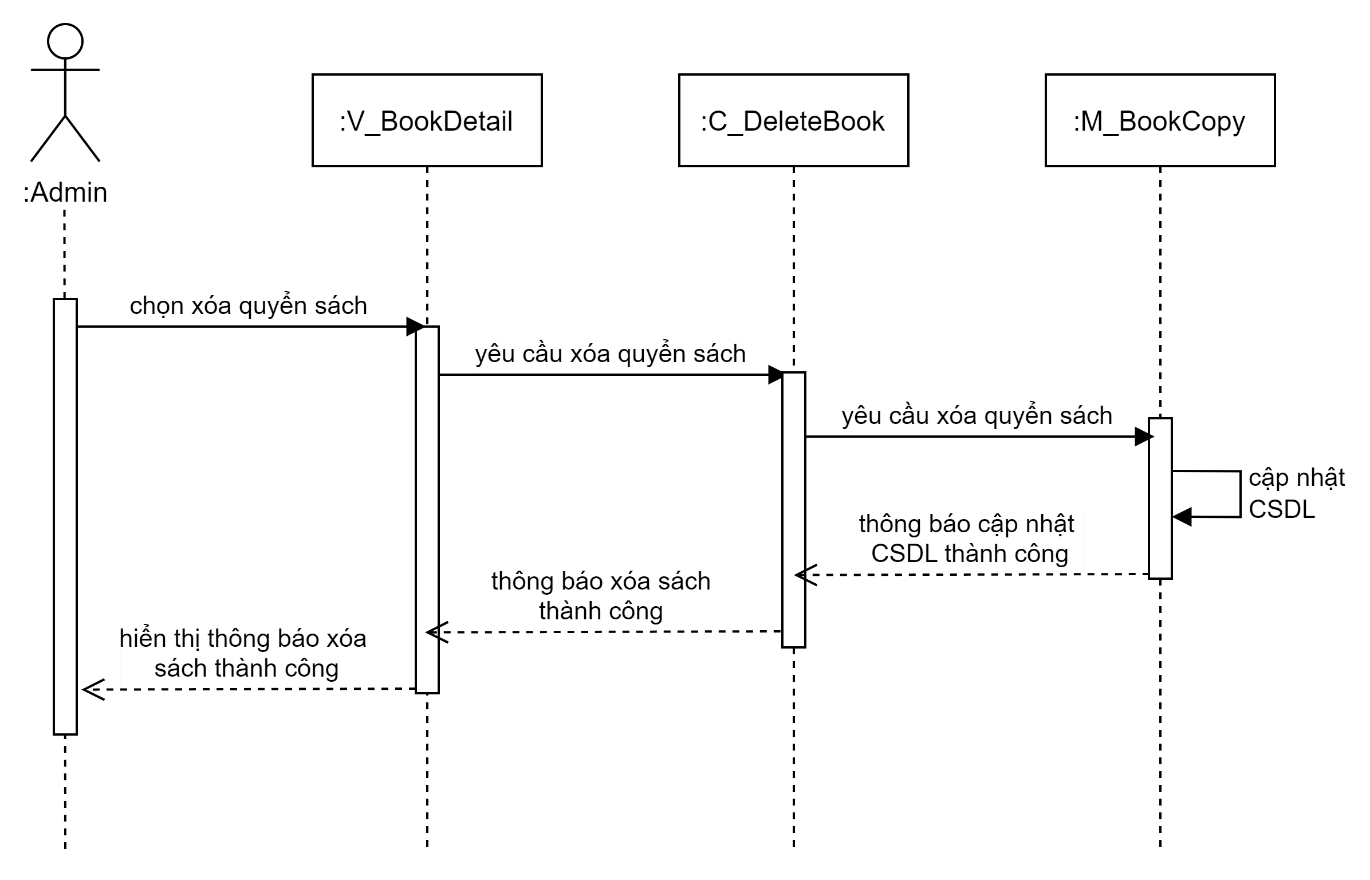 :Admin
:V_BookDetail
:C_DeleteBook
:M_BookCopy
chọn xóa quyển sách
yêu cầu xóa quyển sách
yêu cầu xóa quyển sách
cập nhật
CSDL
thông báo cập nhật
CSDL thành công
thông báo xóa sách
thành công
hiển thị thông báo xóa
sách thành công